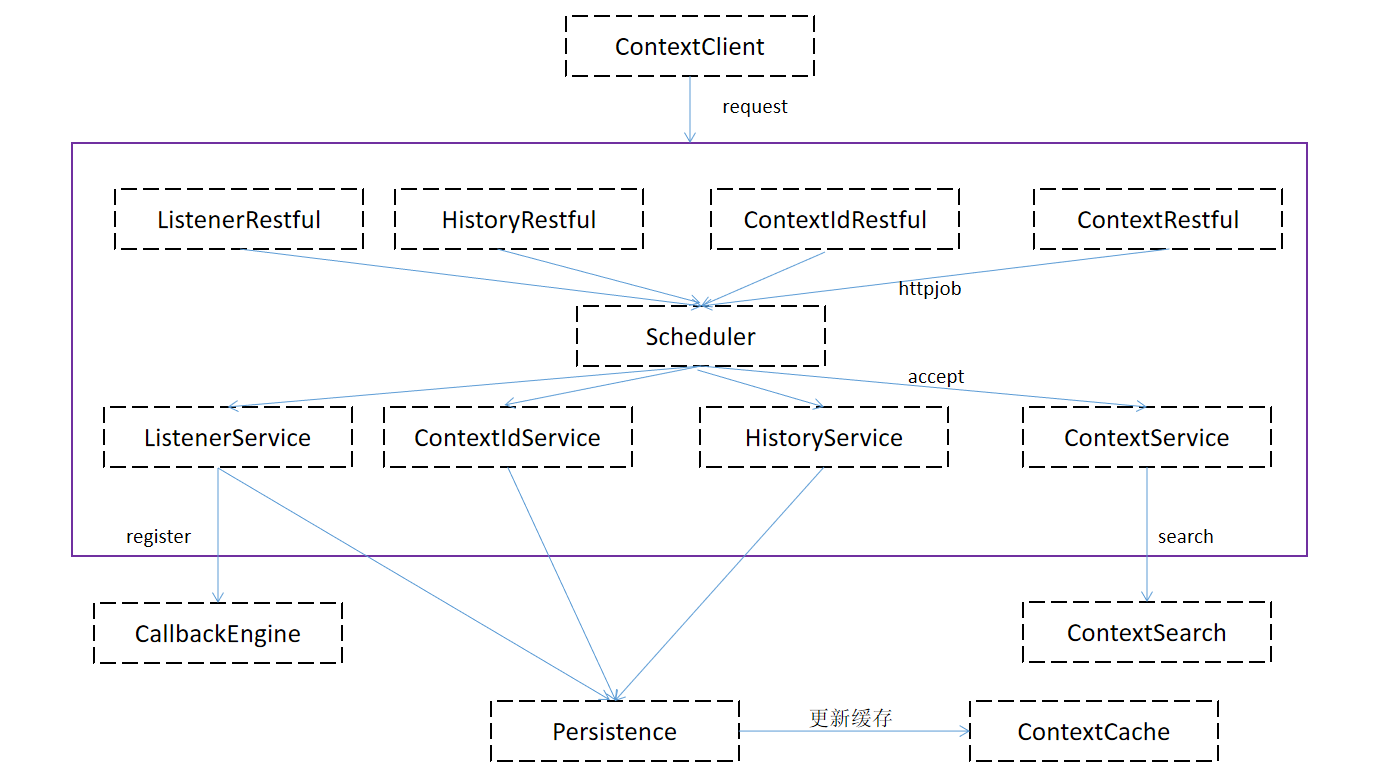 ContextClient
request
ListenerRestful
HistoryRestful
ContextIdRestful
ContextRestful
httpjob
Scheduler
accept
ListenerService
ContextIdService
HistoryService
ContextService
register
search
CallbackEngine
ContextSearch
Persistence
更新缓存
ContextCache